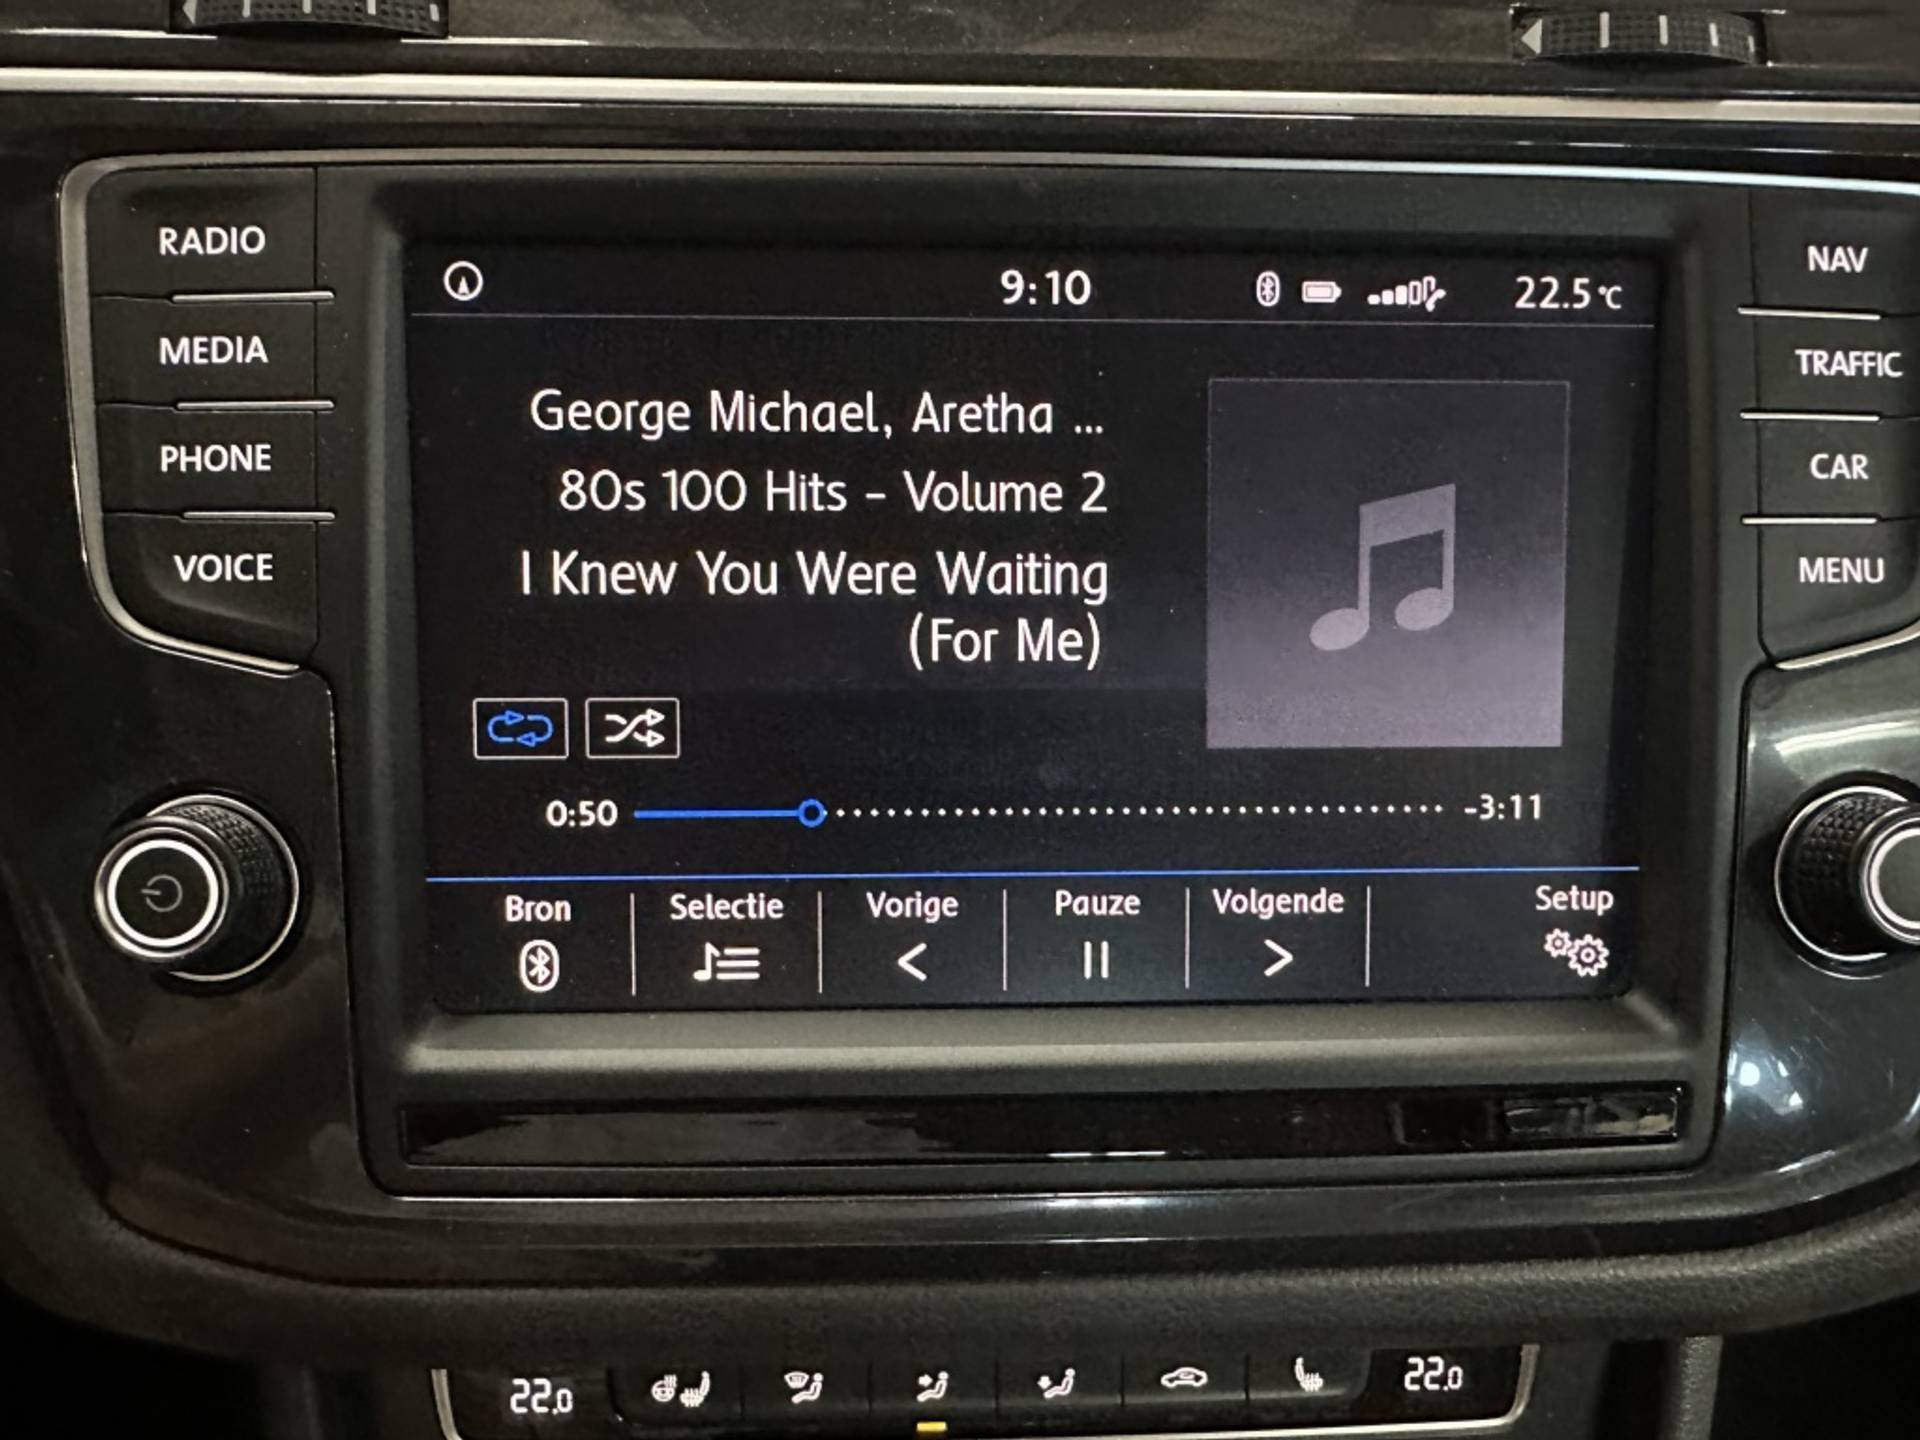 RADIO
MEDIA
PHONE
VOICE
9:10
22.5°C
George Michael, Aretha ...
80s 100 Hits - Volume 2
I Knew You Were Waiting
(For Me)
0:50
-3:11
Bron
Selectie
Vorige
Pauze
Volgende
Setup
NAV
TRAFFIC
CAR
MENU
22.0
22.0